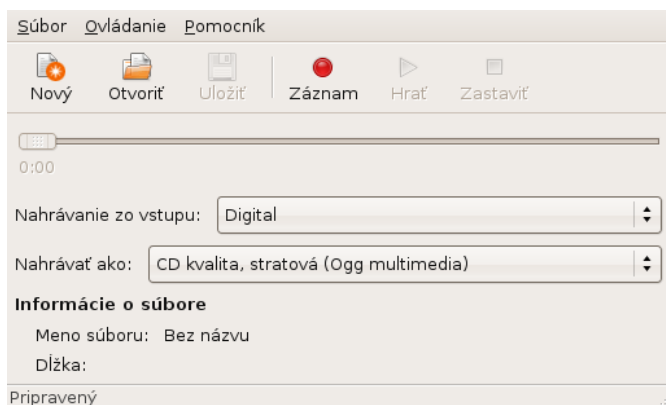 Súbor Ovládanie Pomocník
Nový Otvoriť Uložiť Záznam Hrať Zastaviť
0:00
Nahrávanie zo vstupu: Digital
Nahrávať ako: CD kvalita, stratová (Ogg multimedia)
Informácie o súbore
Meno súboru: Bez názvu
Dĺžka:
Pripravený